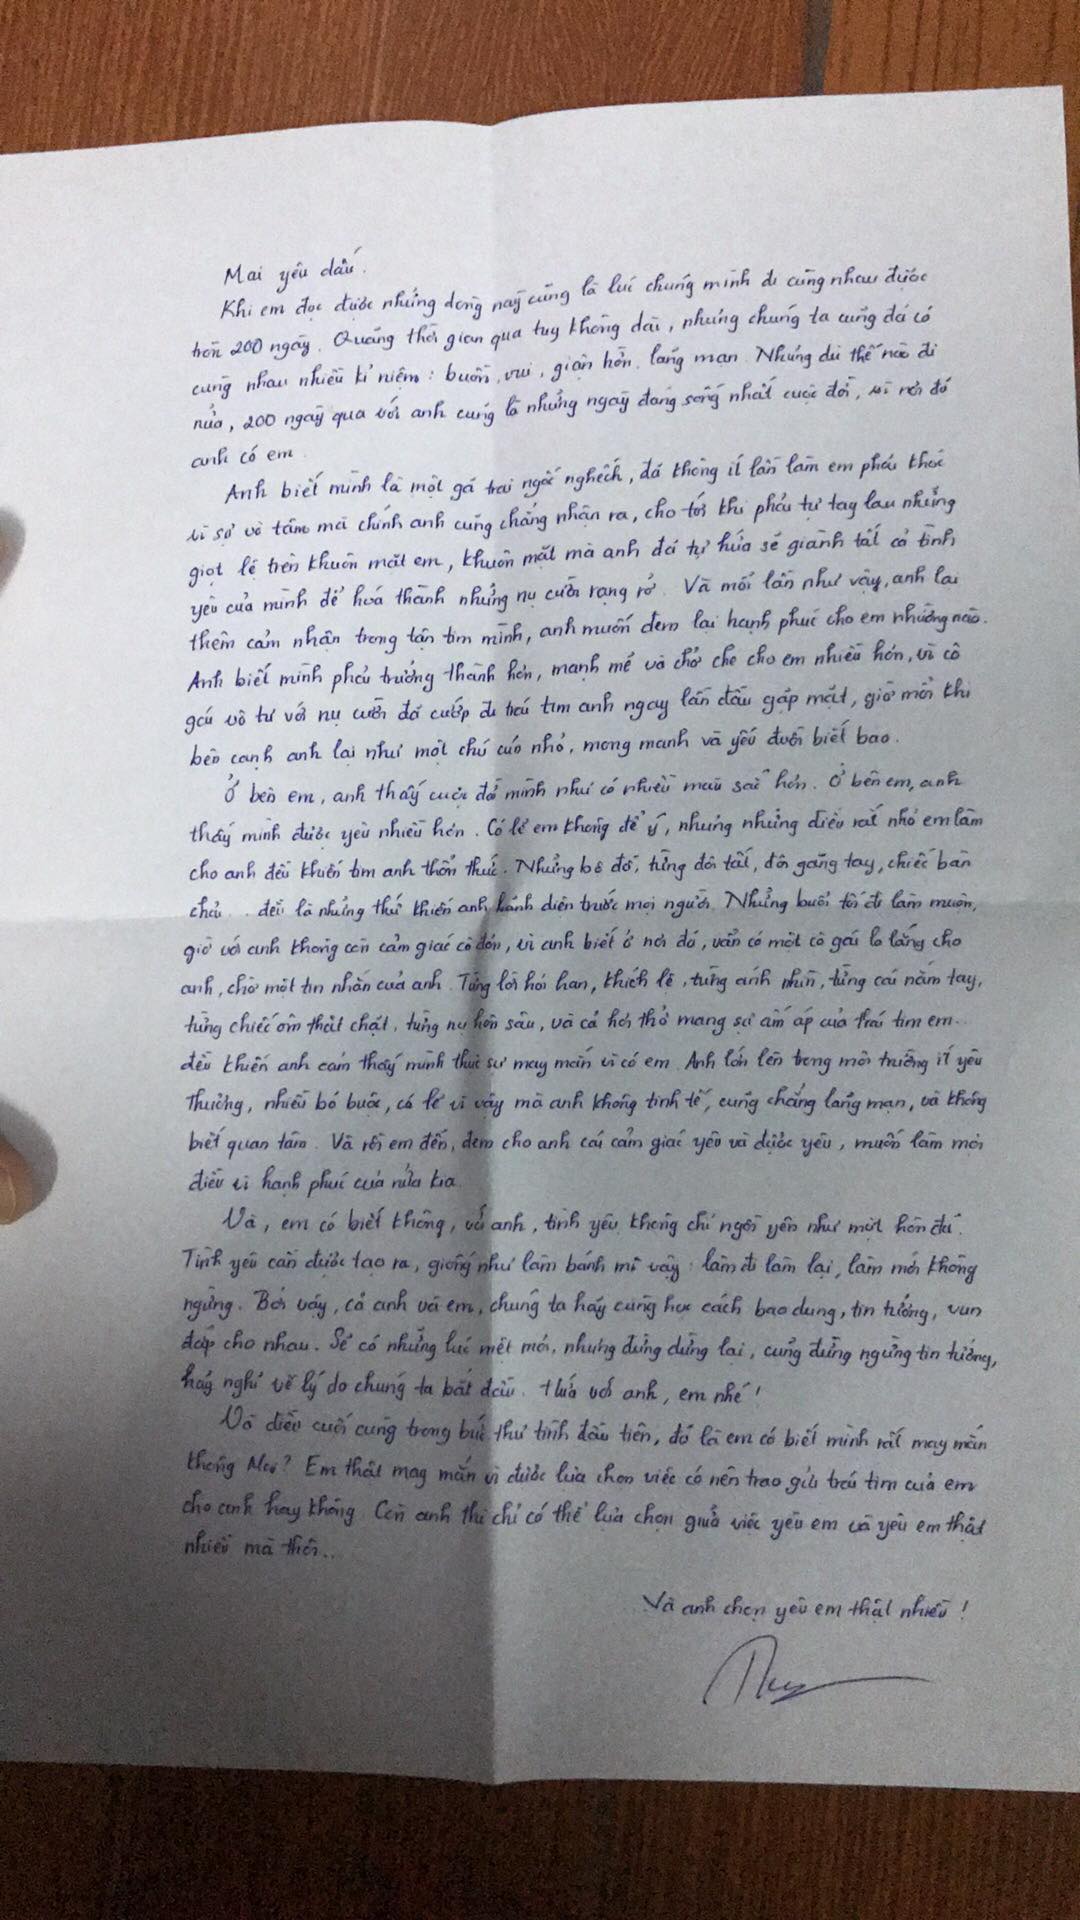 Mai yêu dấu.
Khi em đọc được những dòng này cũng là lúc chúng mình đi cùng nhau được
tròn 200 ngày. Quãng thời gian qua tuy không dài, nhưng chúng ta cũng đã có
cùng nhau nhiều kỉ niệm: buồn, vui, giận hờn, lãng mạn. Nhưng dù thế nào đi
nữa, 200 ngày qua với anh cũng là những ngày đáng sống nhất cuộc đời, vì nơi đó
anh có em.
Anh biết mình là một gã trai ngốc nghếch, đã không ít lần làm em phải khóc
vì sự vô tâm mà chính anh cũng chẳng nhận ra, cho tới khi phải tự tay lau những
giọt lệ trên khuôn mặt em, khuôn mặt mà anh đã tự hứa sẽ giành tất cả tình
yêu của mình để hoá thành những nụ cười rạng rỡ. Và mỗi lần như vậy, anh lại
thêm cảm nhận trong tận tim mình, anh muốn đem lại hạnh phúc cho em nhường nào.
Anh biết mình phải trưởng thành hơn, mạnh mẽ và chở che cho em nhiều hơn, vì cô
gái vô tư với nụ cười đã cướp đi trái tim anh ngay lần đầu gặp mặt, giờ mỗi khi
bên cạnh anh lại như một chú cún nhỏ, mong manh và yếu đuối biết bao.
Ở bên em, anh thấy cuộc đời mình như có nhiều màu sắc hơn. Ở bên em, anh
thấy mình được yêu nhiều hơn. Có lẽ em không để ý, nhưng những điều rất nhỏ em làm
cho anh đều khiến tim anh thổn thức. Những bộ đồ, từng đôi tất, đôi găng tay, chiếc bàn
chải... đều là những thứ khiến anh hãnh diện trước mọi người. Những buổi tối đi làm muộn,
giờ với anh không còn cảm giác cô đơn, vì anh biết ở nơi đó, vẫn có một cô gái lo lắng cho
anh, chờ một tin nhắn của anh. Từng lời hỏi han, khích lệ, từng ánh nhìn, từng cái nắm tay,
từng chiếc ôm thật chặt, từng nụ hôn sâu, và cả hơi thở mang sự ấm áp của trái tim em...
đều khiến anh cảm thấy mình thực sự may mắn vì có em. Anh lớn lên trong môi trường ít yêu
thương, nhiều bó buộc, có lẽ vì vậy mà anh không tinh tế, cũng chẳng lãng mạn, và không
biết quan tâm. Và rồi em đến, đem cho anh cái cảm giác yêu và được yêu, muốn làm mọi
điều vì hạnh phúc của nửa kia.
Và, em có biết không, với anh, tình yêu không chỉ ngồi yên như một hòn đá.
Tình yêu cần được tạo ra, giống như làm bánh mì vậy: làm đi làm lại, làm mới không
ngừng. Bởi vậy, cả anh và em, chúng ta hãy cùng học cách bao dung, tin tưởng, vun
đắp cho nhau. Sẽ có những lúc mệt mỏi, nhưng đừng dừng lại, cũng đừng ngừng tin tưởng,
hãy nghĩ về lý do chúng ta bắt đầu. Hứa với anh, em nhé!
Và điều cuối cùng trong bức thư tình đầu tiên, đó là em có biết mình rất may mắn
không Mai? Em thật may mắn vì được lựa chọn việc có nên trao gửi trái tim của em
cho anh hay không. Còn anh thì chỉ có thể lựa chọn giữa việc yêu em và yêu em thật
nhiều mà thôi...
Và anh chọn yêu em thật nhiều!